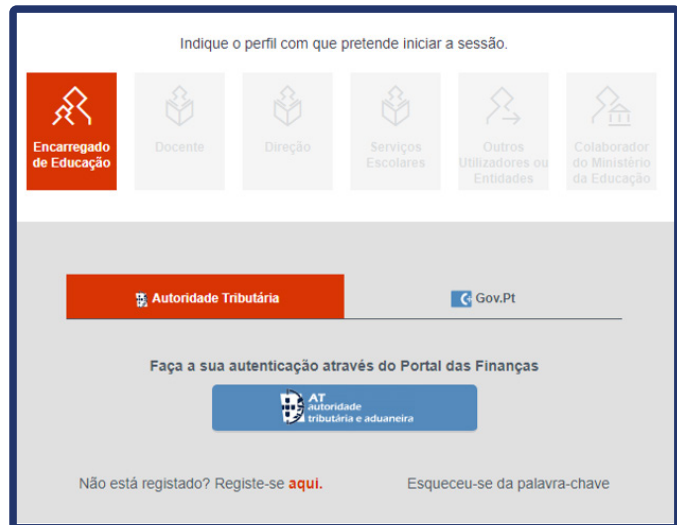 Indique o perfil com que pretende iniciar a sessão.
Encarregado
de Educação
Docente
Direção
Serviços
Escolares
Outros
Utilizadores ou
Entidades
Colaborador
do Ministério
da Educação
Autoridade Tributária
Gov.Pt
Faça a sua autenticação através do Portal das Finanças
AT
autoridade
tributária e aduaneira
Não está registado? Registe-se aqui.
Esqueceu-se da palavra-chave